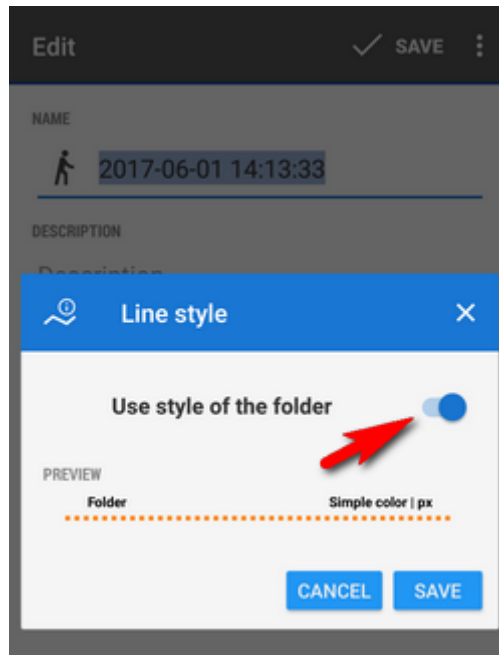 Edit
SAVE
NAME
2017-06-01 14:13:33
DESCRIPTION
Description
Line style
Use style of the folder
PREVIEW
Folder Simple color | px
CANCEL SAVE